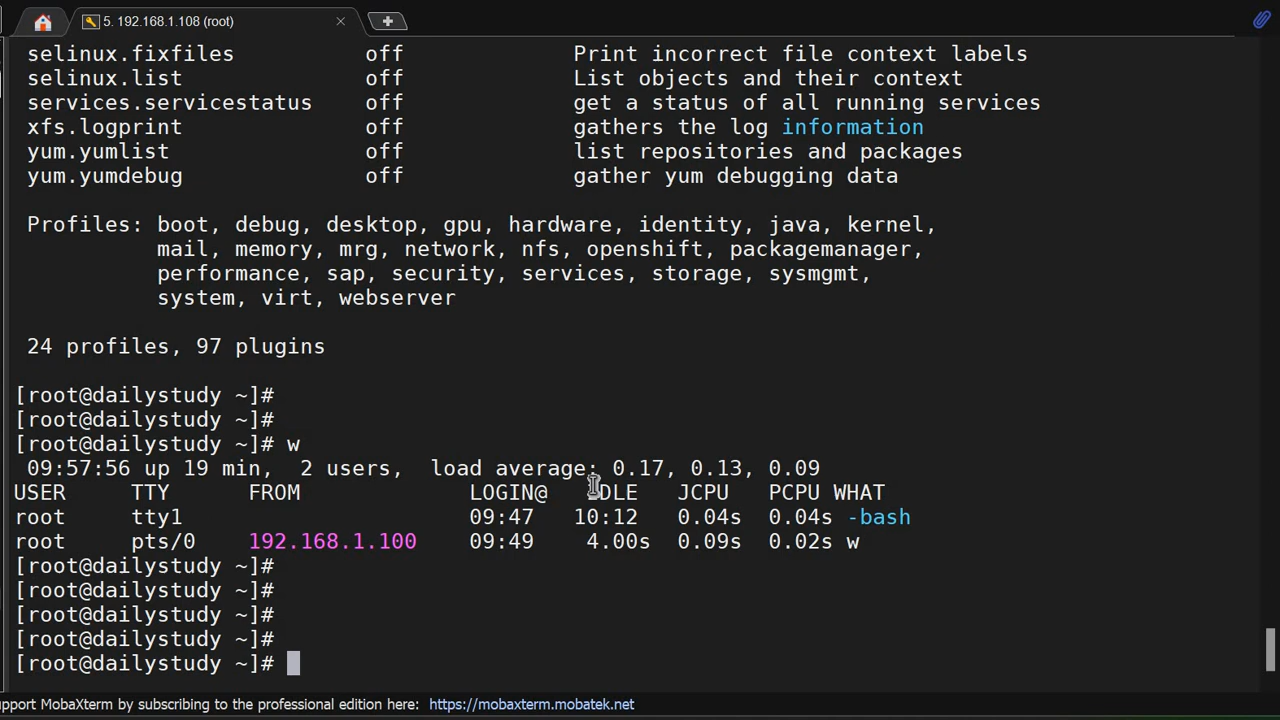 5. 192.168.1.108 (root)
selinux.fixfiles off Print incorrect file context labels
selinux.list off List objects and their context
services.servicestatus off get a status of all running services
xfs.logprint off gathers the log information
yum.yumlist off list repositories and packages
yum.yumdebug off gather yum debugging data
Profiles: boot, debug, desktop, gpu, hardware, identity, java, kernel,
mail, memory, mrg, network, nfs, openshift, packagemanager,
performance, sap, security, services, storage, sysmgmt,
system, virt, webserver
24 profiles, 97 plugins
[root@dailystudy ~]#
[root@dailystudy ~]#
[root@dailystudy ~]# w
09:57:56 up 19 min, 2 users, load average: 0.17, 0.13, 0.09
USER TTY FROM LOGIN@ IDLE JCPU PCPU WHAT
root tty1 09:47 10:12 0.04s 0.04s -bash
root pts/0 192.168.1.100 09:49 4.00s 0.09s 0.02s w
[root@dailystudy ~]#
[root@dailystudy ~]#
[root@dailystudy ~]#
[root@dailystudy ~]#
[root@dailystudy ~]#
upport MobaXterm by subscribing to the professional edition here: https://mobaxterm.mobatek.net